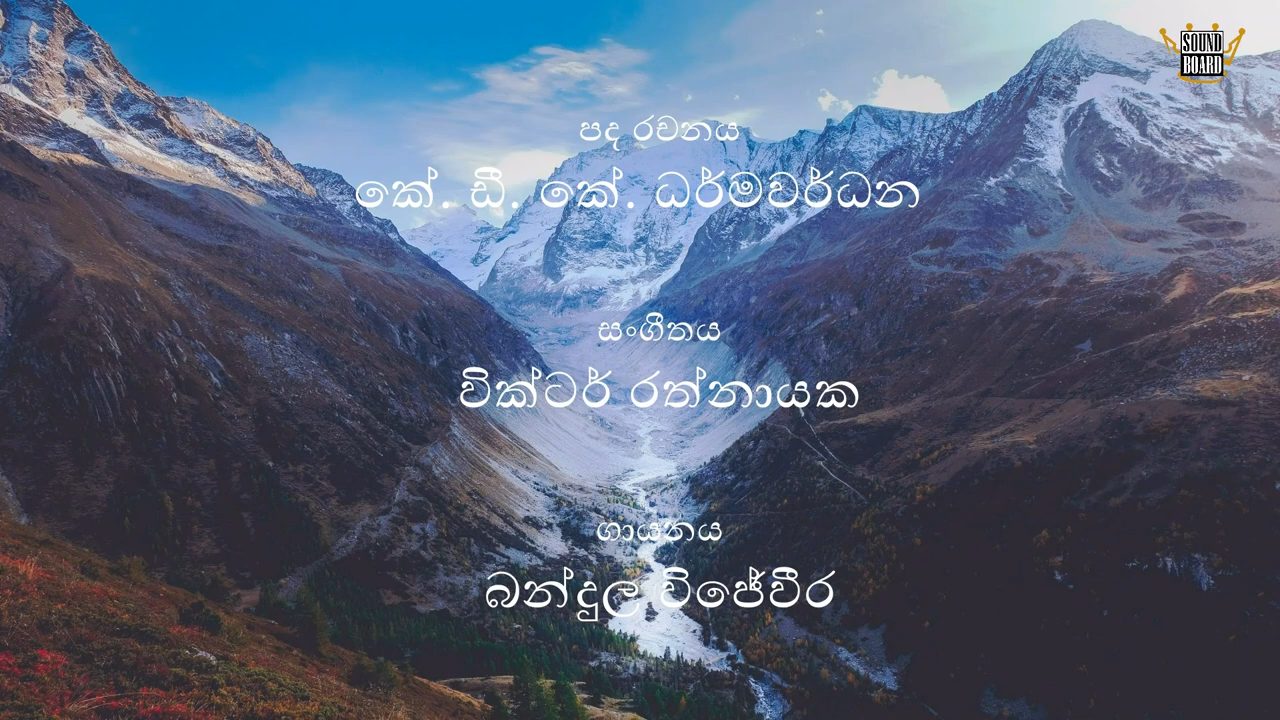 SOUND
BOARD
පද රචනය
කේ. ඩී. කේ. ධර්මවර්ධන
සංගීතය
වික්ටර් රත්නායක
ගායනය
බන්දුල විජේවීර